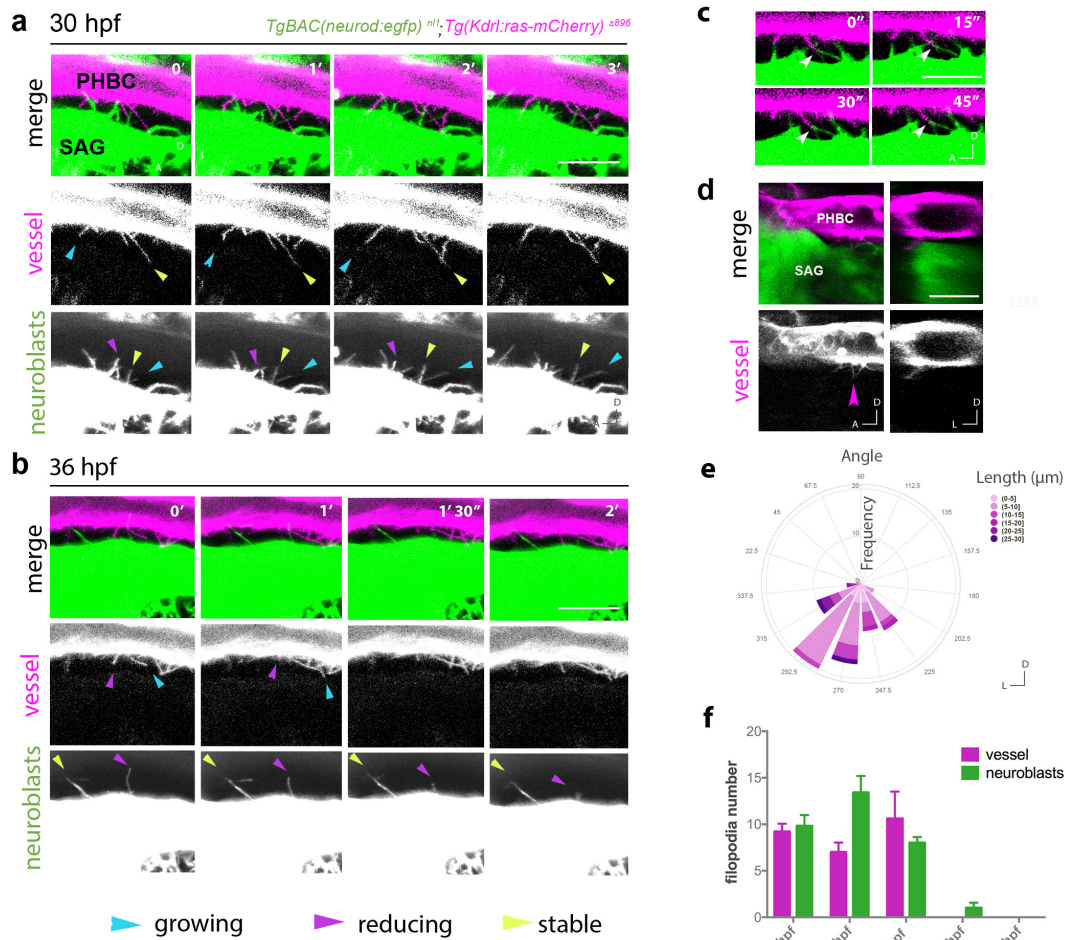 a
30 hpf
TgBAC(neurod:egfp) nl1;Tg(Kdrl:ras-mCherry) s896
merge
0’ 1’ 2’ 3’
PHBC
SAG
D
A
vessel
neuroblasts
D
A
b
36 hpf
merge
0’ 1’ 1’ 30” 2’
vessel
neuroblasts
growing reducing stable
c
0” 15”
30” 45”
D
A
d
merge
PHBC
SAG
vessel
D
A
D
L
e
Angle
90
67.5 112.5
45 135
22.5 157.5
337.5 180
315 202.5
292.5 225
270 247.5
20
10
0
Frequency
Length (µm)
(0-5]
(5-10]
(10-15]
(15-20]
(20-25]
(25-30]
D
L
f
filopodia number
20
15
10
5
0
vessel
neuroblasts